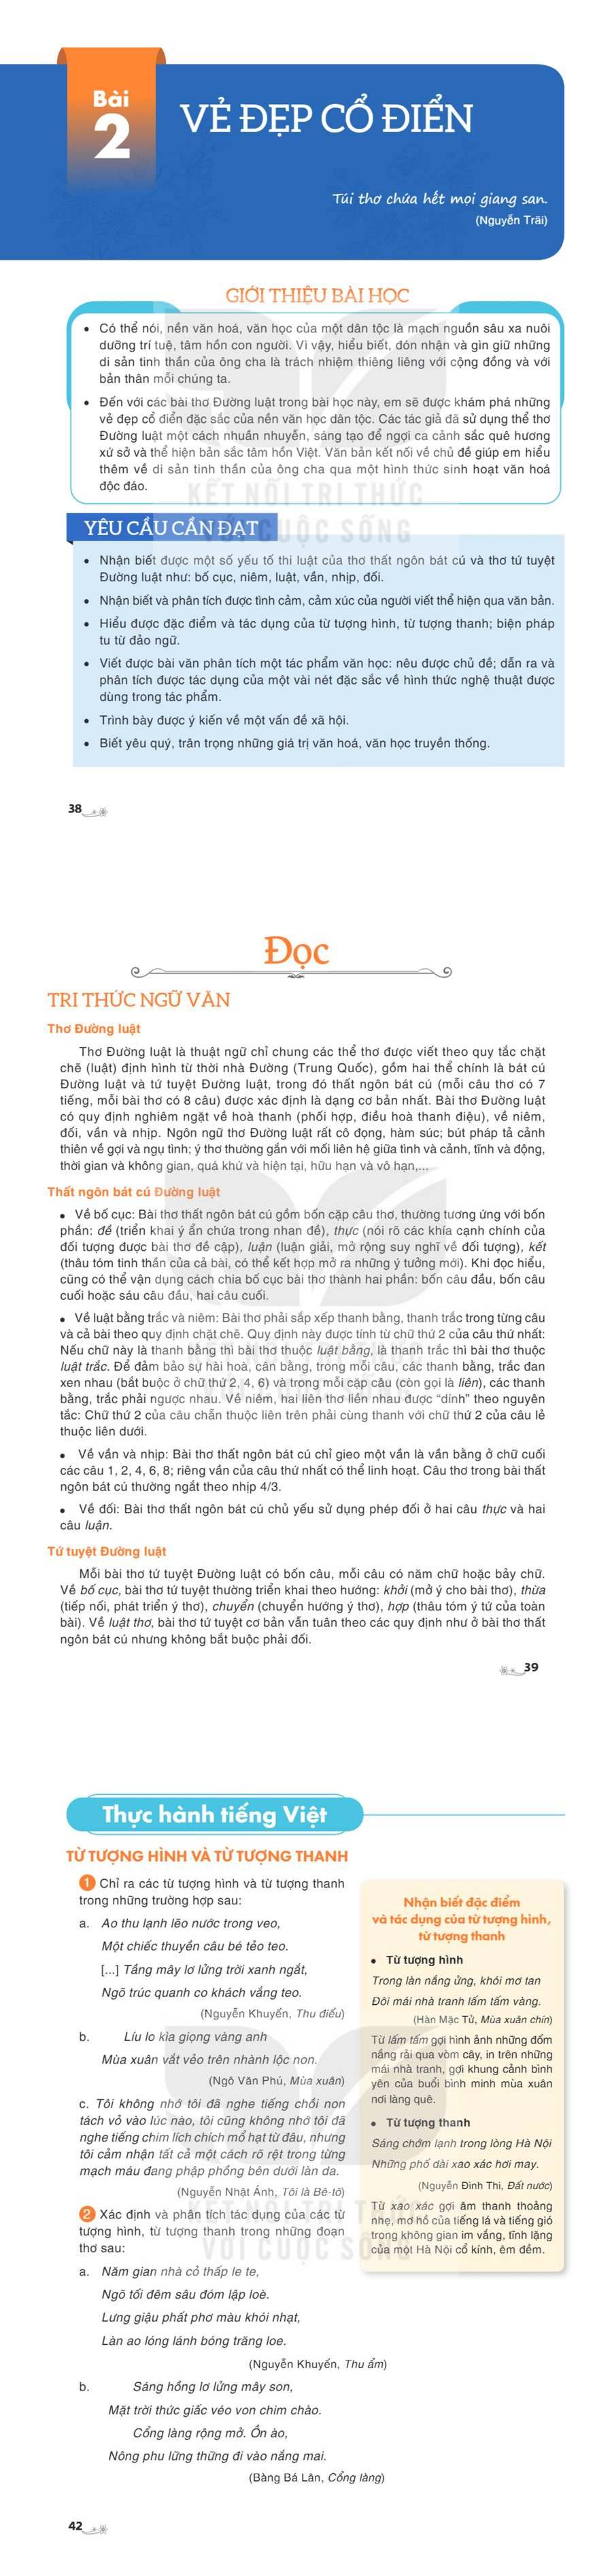 Bài
2
VẺ ĐẸP CỔ ĐIỂN
Túi thơ chứa hết mọi giang san.
(Nguyễn Trãi)
GIỚI THIỆU BÀI HỌC
• Có thể nói, nền văn hoá, văn học của một dân tộc là mạch nguồn sâu xa nuôi
dưỡng trí tuệ, tâm hồn con người. Vì vậy, hiểu biết, đón nhận và gìn giữ những
di sản tinh thần của ông cha là trách nhiệm thiêng liêng với cộng đồng và với
bản thân mỗi chúng ta.
• Đến với các bài thơ Đường luật trong bài học này, em sẽ được khám phá những
vẻ đẹp cổ điển đặc sắc của nền văn học dân tộc. Các tác giả đã sử dụng thể thơ
Đường luật một cách nhuần nhuyễn, sáng tạo để ngợi ca cảnh sắc quê hương
xứ sở và thể hiện bản sắc tâm hồn Việt. Văn bản kết nối về chủ đề giúp em hiểu
thêm về di sản tinh thần của ông cha qua một hình thức sinh hoạt văn hoá
độc đáo.
KẾT NỐI TRI THỨC
VỚI CUỘC SỐNG
YÊU CẦU CẦN ĐẠT
• Nhận biết được một số yếu tố thi luật của thơ thất ngôn bát cú và thơ tứ tuyệt
Đường luật như: bố cục, niêm, luật, vần, nhịp, đối.
• Nhận biết và phân tích được tình cảm, cảm xúc của người viết thể hiện qua văn bản.
• Hiểu được đặc điểm và tác dụng của từ tượng hình, từ tượng thanh; biện pháp
tu từ đảo ngữ.
• Viết được bài văn phân tích một tác phẩm văn học: nêu được chủ đề; dẫn ra và
phân tích được tác dụng của một vài nét đặc sắc về hình thức nghệ thuật được
dùng trong tác phẩm.
• Trình bày được ý kiến về một vấn đề xã hội.
• Biết yêu quý, trân trọng những giá trị văn hoá, văn học truyền thống.
38
Đọc
TRI THỨC NGỮ VĂN
Thơ Đường luật
Thơ Đường luật là thuật ngữ chỉ chung các thể thơ được viết theo quy tắc chặt
chẽ (luật) định hình từ thời nhà Đường (Trung Quốc), gồm hai thể chính là bát cú
Đường luật và tứ tuyệt Đường luật, trong đó thất ngôn bát cú (mỗi câu thơ có 7
tiếng, mỗi bài thơ có 8 câu) được xác định là dạng cơ bản nhất. Bài thơ Đường luật
có quy định nghiêm ngặt về hoà thanh (phối hợp, điều hoà thanh điệu), về niêm,
đối, vần và nhịp. Ngôn ngữ thơ Đường luật rất cô đọng, hàm súc; bút pháp tả cảnh
thiên về gợi và ngụ tình; ý thơ thường gắn với mối liên hệ giữa tình và cảnh, tĩnh và động,
thời gian và không gian, quá khứ và hiện tại, hữu hạn và vô hạn,...
Thất ngôn bát cú Đường luật
• Về bố cục: Bài thơ thất ngôn bát cú gồm bốn cặp câu thơ, thường tương ứng với bốn
phần: đề (triển khai ý ẩn chứa trong nhan đề), thực (nói rõ các khía cạnh chính của
đối tượng được bài thơ đề cập), luận (luận giải, mở rộng suy nghĩ về đối tượng), kết
(thâu tóm tinh thần của cả bài, có thể kết hợp mở ra những ý tưởng mới). Khi đọc hiểu,
cũng có thể vận dụng cách chia bố cục bài thơ thành hai phần: bốn câu đầu, bốn câu
cuối hoặc sáu câu đầu, hai câu cuối.
• Về luật bằng trắc và niêm: Bài thơ phải sắp xếp thanh bằng, thanh trắc trong từng câu
và cả bài theo quy định chặt chẽ. Quy định này được tính từ chữ thứ 2 của câu thứ nhất:
Nếu chữ này là thanh bằng thì bài thơ thuộc luật bằng, là thanh trắc thì bài thơ thuộc
luật trắc. Để đảm bảo sự hài hoà, cân bằng, trong mỗi câu, các thanh bằng, trắc đan
xen nhau (bắt buộc ở chữ thứ 2, 4, 6) và trong mỗi cặp câu (còn gọi là liên), các thanh
bằng, trắc phải ngược nhau. Về niêm, hai liên thơ liền nhau được “dính” theo nguyên
tắc: Chữ thứ 2 của câu chẵn thuộc liên trên phải cùng thanh với chữ thứ 2 của câu lẻ
thuộc liên dưới.
• Về vần và nhịp: Bài thơ thất ngôn bát cú chỉ gieo một vần là vần bằng ở chữ cuối
các câu 1, 2, 4, 6, 8; riêng vần của câu thứ nhất có thể linh hoạt. Câu thơ trong bài thất
ngôn bát cú thường ngắt theo nhịp 4/3.
• Về đối: Bài thơ thất ngôn bát cú chủ yếu sử dụng phép đối ở hai câu thực và hai
câu luận.
Tứ tuyệt Đường luật
Mỗi bài thơ tứ tuyệt Đường luật có bốn câu, mỗi câu có năm chữ hoặc bảy chữ.
Về bố cục, bài thơ tứ tuyệt thường triển khai theo hướng: khởi (mở ý cho bài thơ), thừa
(tiếp nối, phát triển ý thơ), chuyển (chuyển hướng ý thơ), hợp (thâu tóm ý tứ của toàn
bài). Về luật thơ, bài thơ tứ tuyệt cơ bản vẫn tuân theo các quy định như ở bài thơ thất
ngôn bát cú nhưng không bắt buộc phải đối.
39
Thực hành tiếng Việt
TỪ TƯỢNG HÌNH VÀ TỪ TƯỢNG THANH
1 Chỉ ra các từ tượng hình và từ tượng thanh
trong những trường hợp sau:
a. Ao thu lạnh lẽo nước trong veo,
Một chiếc thuyền câu bé tẻo teo.
[...] Tầng mây lơ lửng trời xanh ngắt,
Ngõ trúc quanh co khách vắng teo.
(Nguyễn Khuyến, Thu điếu)
b. Líu lo kìa giọng vàng anh
Mùa xuân vắt vẻo trên nhành lộc non.
(Ngô Văn Phú, Mùa xuân)
c. Tôi không nhớ tôi đã nghe tiếng chồi non
tách vỏ vào lúc nào, tôi cũng không nhớ tôi đã
nghe tiếng chim lích chích mổ hạt từ đâu, nhưng
tôi cảm nhận tất cả một cách rõ rệt trong từng
mạch máu đang phập phồng bên dưới làn da.
(Nguyễn Nhật Ánh, Tôi là Bê-tô)
2 Xác định và phân tích tác dụng của các từ
tượng hình, từ tượng thanh trong những đoạn
thơ sau:
a. Năm gian nhà cỏ thấp le te,
Ngõ tối đêm sâu đóm lập loè.
Lưng giậu phất phơ màu khói nhạt,
Làn ao lóng lánh bóng trăng loe.
(Nguyễn Khuyến, Thu ẩm)
b. Sáng hồng lơ lửng mây son,
Mặt trời thức giấc véo von chim chào.
Cổng làng rộng mở. Ồn ào,
Nông phu lững thững đi vào nắng mai.
(Bàng Bá Lân, Cổng làng)
Nhận biết đặc điểm
và tác dụng của từ tượng hình,
từ tượng thanh
• Từ tượng hình
Trong làn nắng ửng, khói mơ tan
Đôi mái nhà tranh lấm tấm vàng.
(Hàn Mặc Tử, Mùa xuân chín)
Từ lấm tấm gợi hình ảnh những đốm
nắng rải qua vòm cây, in trên những
mái nhà tranh, gợi khung cảnh bình
yên của buổi bình minh mùa xuân
nơi làng quê.
• Từ tượng thanh
Sáng chớm lạnh trong lòng Hà Nội
Những phố dài xao xác hơi may.
(Nguyễn Đình Thi, Đất nước)
Từ xao xác gợi âm thanh thoảng
nhẹ, mơ hồ của tiếng lá và tiếng gió
trong không gian im vắng, tĩnh lặng
của một Hà Nội cổ kính, êm đềm.
KẾT NỐI TRI THỨC
VỚI CUỘC SỐNG
42